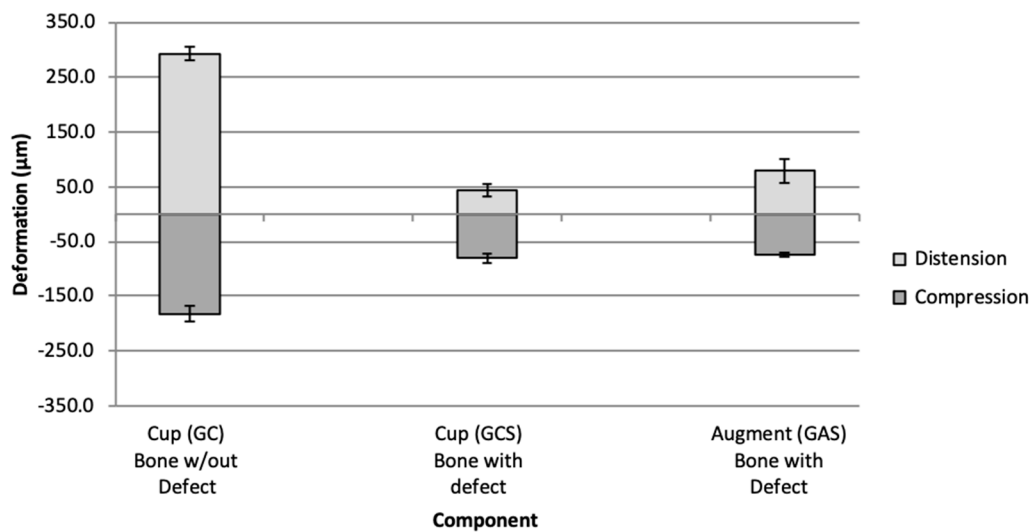 350.0
250.0
150.0
50.0
-50.0
-150.0
-250.0
-350.0
Deformation (µm)
Distension
Compression
Cup (GC)
Bone w/out
Defect
Cup (GCS)
Bone with
defect
Augment (GAS)
Bone with
Defect
Component